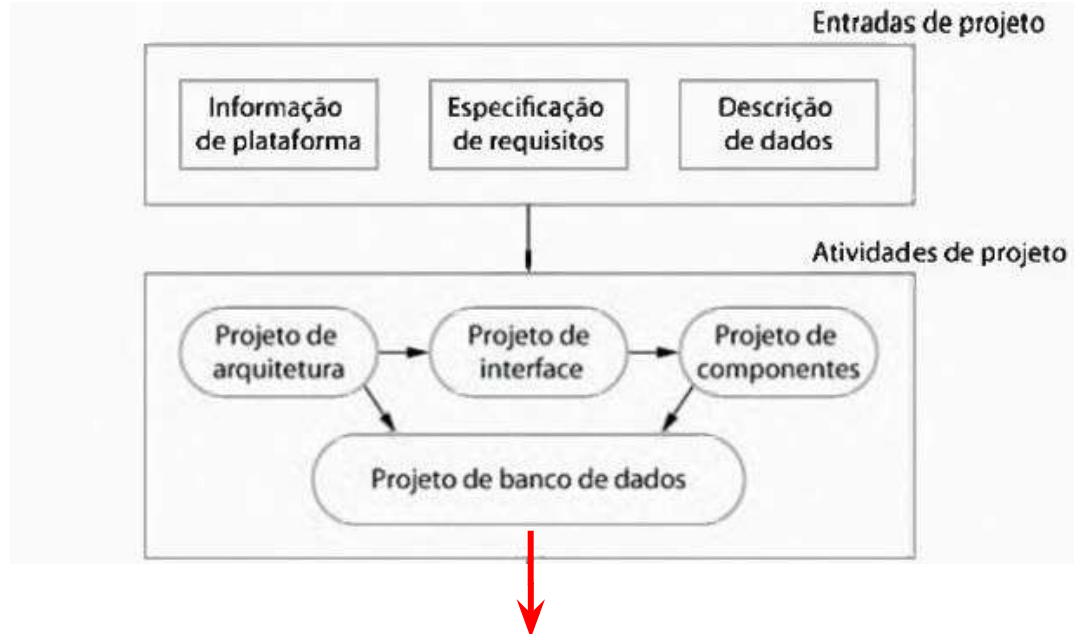 Entradas de projeto
Informação
de plataforma
Especificação
de requisitos
Descrição
de dados
Atividades de projeto
Projeto de
arquitetura
Projeto de
interface
Projeto de
componentes
Projeto de banco de dados